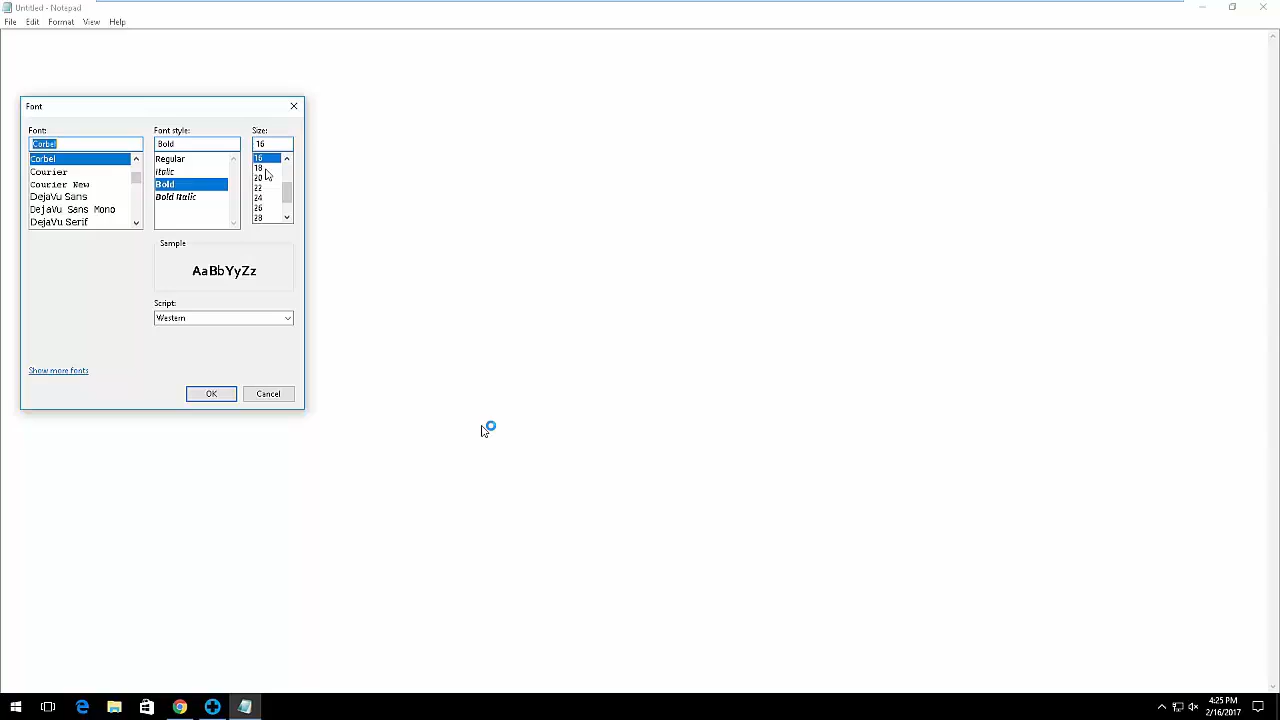 Untitled - Notepad
File Edit Format View Help
Font
Font: Font style: Size:
Corbel Bold 16
Corbel Regular 16
Courier Italic 18
Courier New Bold 20
DejaVu Sans Bold Italic 22
DejaVu Sans Mono 24
DejaVu Serif 26
28
Sample
AaBbYyZz
Script:
Western
Show more fonts
OK Cancel
4:25 PM
2/16/2017